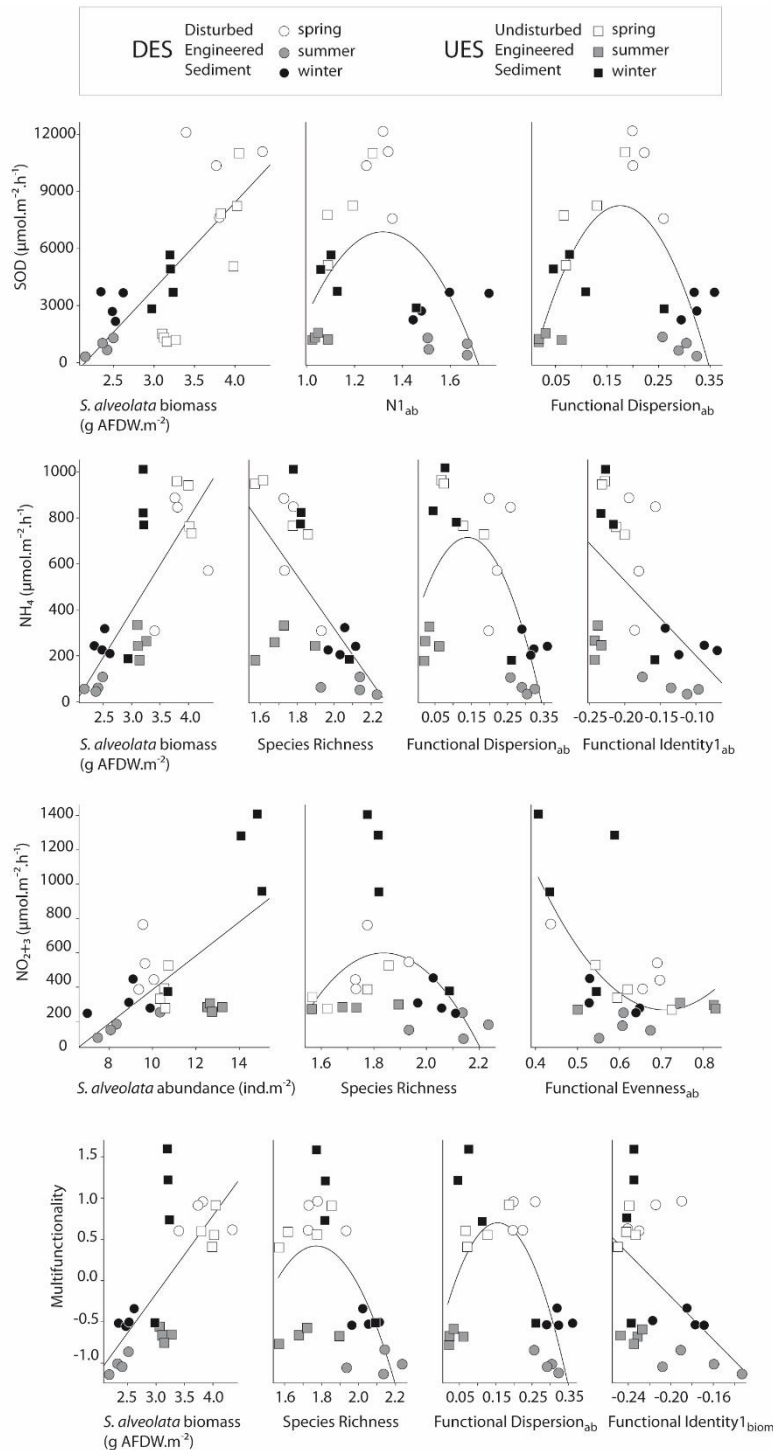 DES
Disturbed
Engineered
Sediment
spring
summer
winter
UES
Undisturbed
Engineered
Sediment
spring
summer
winter
SOD (μmol.m⁻².h⁻¹)
12000
9000
6000
3000
0
2.5 3.0 3.5 4.0
S. alveolata biomass
(g AFDW.m⁻²)
1.0 1.2 1.4 1.6
N1ab
0.05 0.15 0.25 0.35
Functional Dispersionab
NH₄ (μmol.m⁻².h⁻¹)
1000
800
600
400
200
0
2.5 3.0 3.5 4.0
S. alveolata biomass
(g AFDW.m⁻²)
1.6 1.8 2.0 2.2
Species Richness
0.05 0.15 0.25 0.35
Functional Dispersionab
-0.25 -0.20 -0.15 -0.10
Functional Identity1ab
NO₂₊₃ (μmol.m⁻².h⁻¹)
1400
1200
1000
800
600
400
200
0
8 10 12 14
S. alveolata abundance (ind.m⁻²)
1.6 1.8 2.0 2.2
Species Richness
0.4 0.5 0.6 0.7 0.8
Functional Evennessab
Multifunctionality
1.5
1.0
0.5
0.0
-0.5
-1.0
2.5 3.0 3.5 4.0
S. alveolata biomass
(g AFDW.m⁻²)
1.6 1.8 2.0 2.2
Species Richness
0.05 0.15 0.25 0.35
Functional Dispersionab
-0.24 -0.20 -0.16
Functional Identity1biom